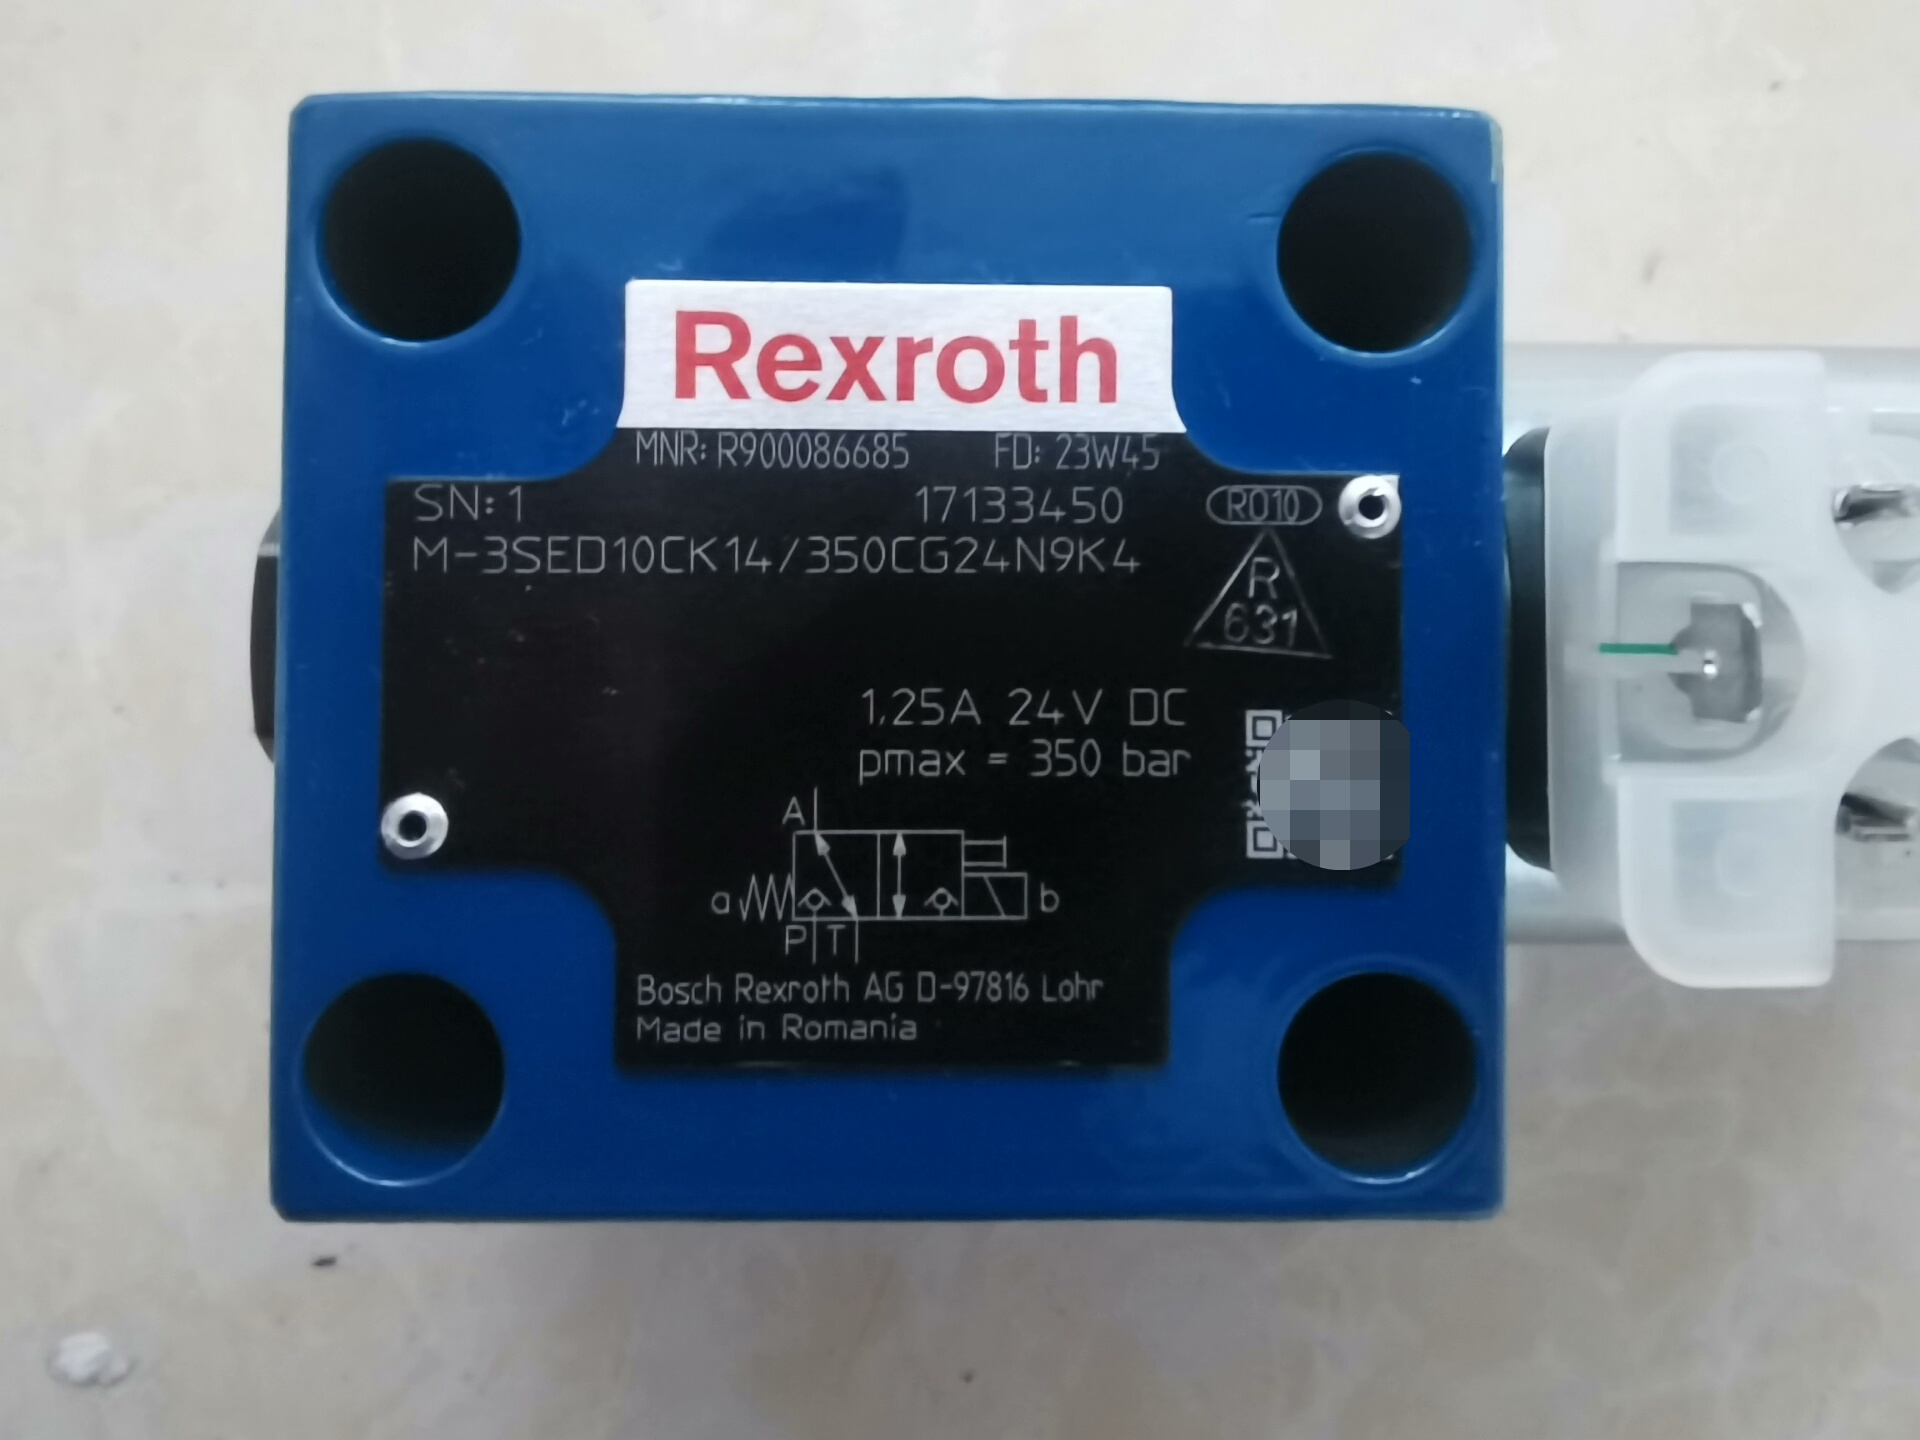 Rexroth
MNR: R900086685 FD: 23W45
SN: 1 17133450 RO10
M-3SED10CK14/350CG24N9K4
R
631
1,25A 24V DC
pmax = 350 bar
A
a b
P T
Bosch Rexroth AG D-97816 Lohr
Made in Romania